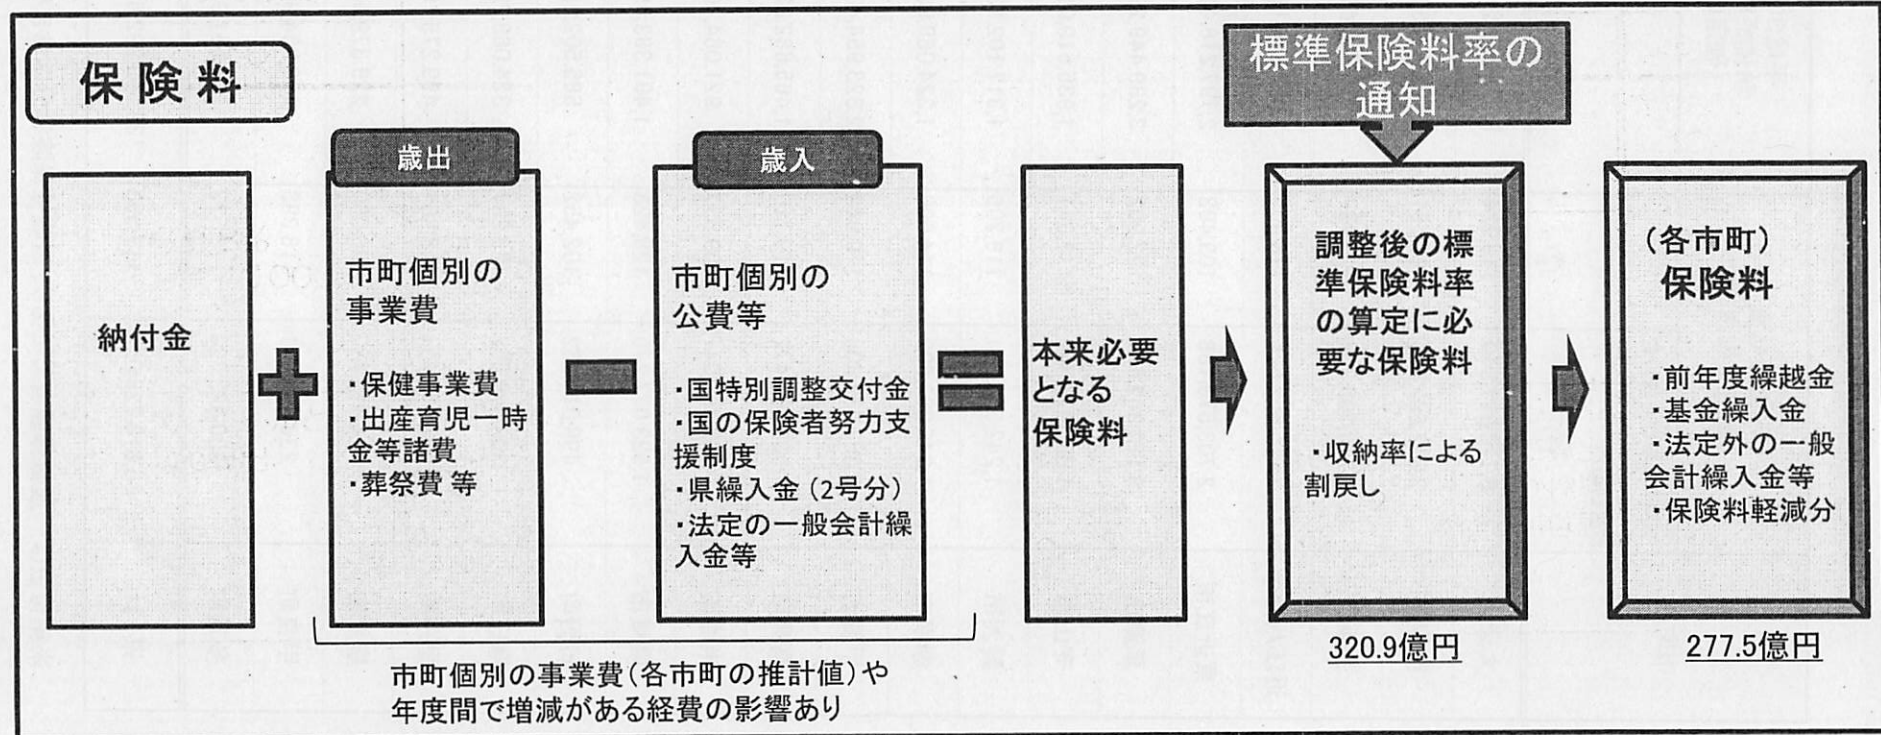 保険料
標準保険料率の
通知
納付金
歳出
市町個別の
事業費
・保健事業費
・出産育児一時
金等諸費
・葬祭費 等
歳入
市町個別の
公費等
・国特別調整交付金
・国の保険者努力支
援制度
・県繰入金（2号分）
・法定の一般会計繰
入金等
本来必要
となる
保険料
調整後の標
準保険料率
の算定に必
要な保険料
・収納率による
割戻し
320.9億円
（各市町）
保険料
・前年度繰越金
・基金繰入金
・法定外の一般
会計繰入金等
・保険料軽減分
277.5億円
市町個別の事業費（各市町の推計値）や
年度間で増減がある経費の影響あり